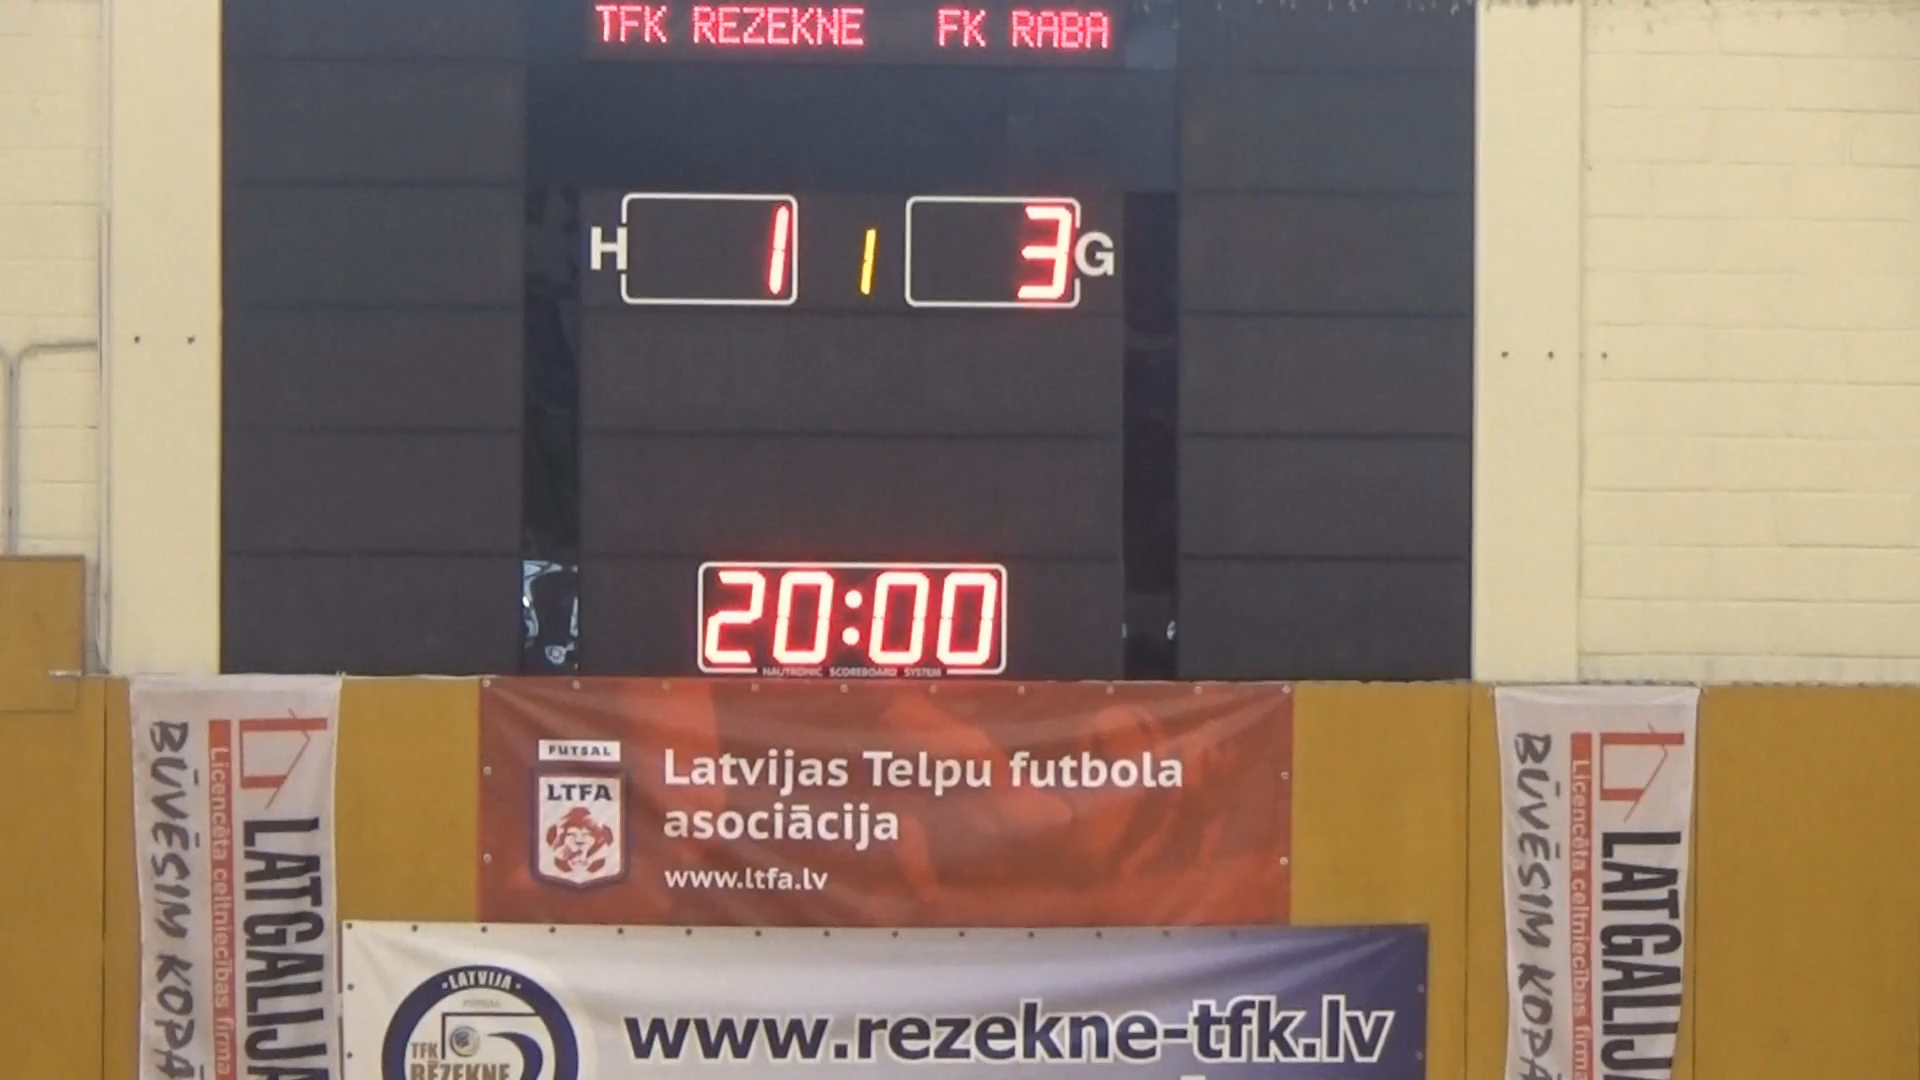 TFK REZEKNE FK RABA
H 1 1 3 G
20:00
NAUTRONIC SCOREBOARD SYSTEM
FUTSAL
LTFA
Latvijas Telpu futbola
asociācija
www.ltfa.lv
BŪVĒSIM KOPĀ
Licencēta celtniecības firma
LATGALIJA
BŪVĒSIM KOPĀ
Licencēta celtniecības firma
LATGALIJ
LATVIJA
TFK
RĒZEKNE
www.rezekne-tfk.lv